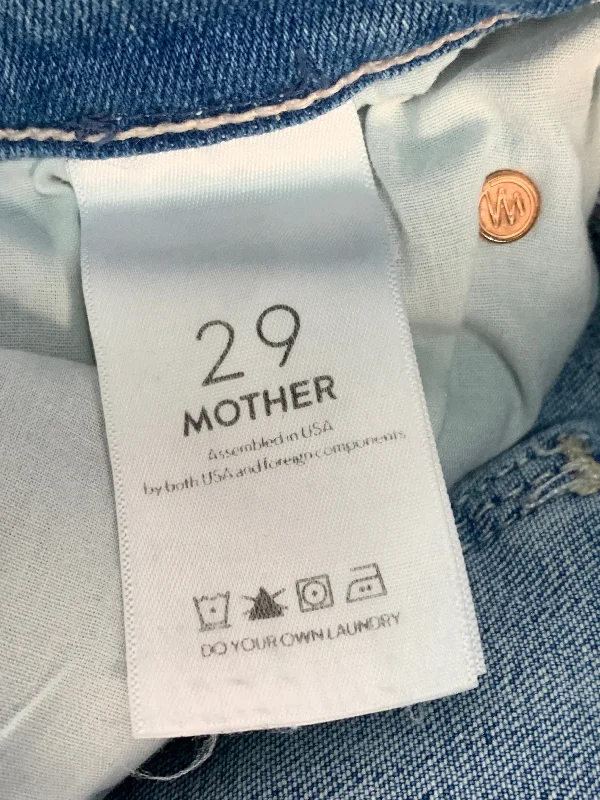 29
MOTHER
Assembled in USA
by both USA and foreign components
DO YOUR OWN LAUNDRY